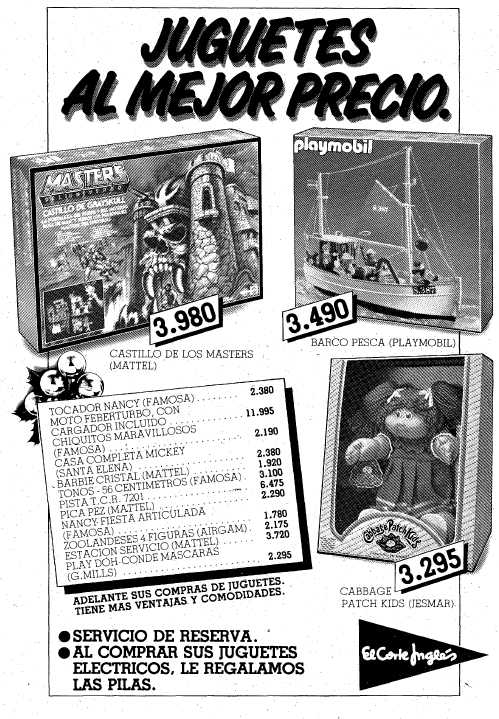 JUGUETES
AL MEJOR PRECIO.
MASTERS
CASTILLO DE GRAYSKULL
playmobil
3.980
3.490
CASTILLO DE LOS MASTERS
(MATTEL)
BARCO PESCA (PLAYMOBIL)
TOCADOR NANCY (FAMOSA) . . . . . . . . 2.380
MOTO FEBERTURBO, CON
CARGADOR INCLUIDO . . . . . . . . . . . . 11.995
CHIQUITOS MARAVILLOSOS
(FAMOSA) . . . . . . . . . . . . . . . . . . . . 2.190
CASA COMPLETA MICKEY
(SANTA ELENA) . . . . . . . . . . . . . . . . 2.380
BARBIE CRISTAL (MATTEL) . . . . . . . . . 1.920
TONOS - 56 CENTIMETROS (FAMOSA) . 3.100
PISTA T.C.R. 7201 . . . . . . . . . . . . . . . 6.475
PICA PEZ (MATTEL) . . . . . . . . . . . . . . 2.290
NANCY FIESTA ARTICULADA
(FAMOSA) . . . . . . . . . . . . . . . . . . . . 1.780
ZOOLANDESES 4 FIGURAS (AIRGAM) . 2.175
ESTACION SERVICIO (MATTEL) . . . . . . 3.720
PLAY DOH-CONDE MASCARAS
(G.MILLS) . . . . . . . . . . . . . . . . . . . . 2.295
Cabbage Patch Kids
3.295
CABBAGE
PATCH KIDS (JESMAR)
ADELANTE SUS COMPRAS DE JUGUETES.
TIENE MAS VENTAJAS Y COMODIDADES.
● SERVICIO DE RESERVA.
● AL COMPRAR SUS JUGUETES
ELECTRICOS, LE REGALAMOS
LAS PILAS.
El Corte Inglés